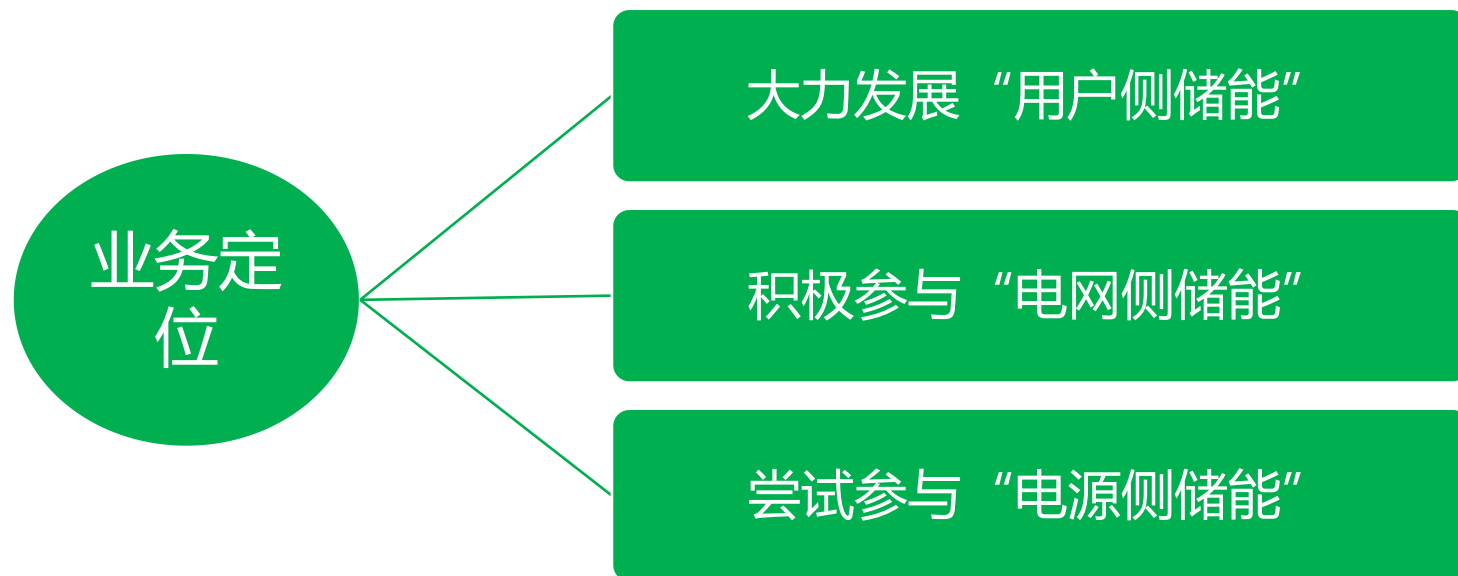 业务定
位
大力发展“用户侧储能”
积极参与“电网侧储能”
尝试参与“电源侧储能”